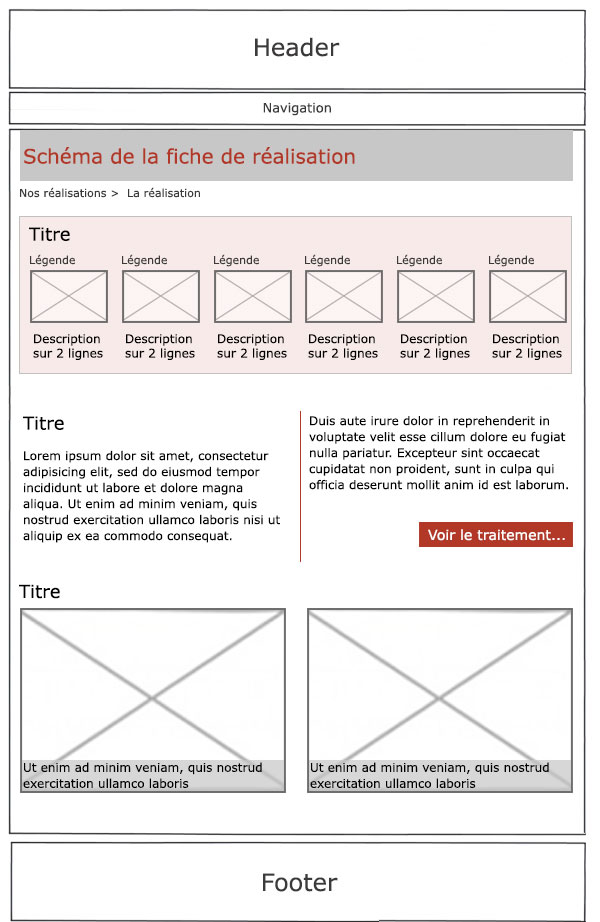 Header
Navigation
Schéma de la fiche de réalisation
Nos réalisations > La réalisation
Titre
Légende Légende Légende Légende Légende Légende
Description Description Description Description Description Description
sur 2 lignes sur 2 lignes sur 2 lignes sur 2 lignes sur 2 lignes sur 2 lignes
Titre
Lorem ipsum dolor sit amet, consectetur
adipisicing elit, sed do eiusmod tempor
incididunt ut labore et dolore magna
aliqua. Ut enim ad minim veniam, quis
nostrud exercitation ullamco laboris nisi ut
aliquip ex ea commodo consequat.
Duis aute irure dolor in reprehenderit in
voluptate velit esse cillum dolore eu fugiat
nulla pariatur. Excepteur sint occaecat
cupidatat non proident, sunt in culpa qui
officia deserunt mollit anim id est laborum.
Voir le traitement...
Titre
Ut enim ad minim veniam, quis nostrud
exercitation ullamco laboris
Ut enim ad minim veniam, quis nostrud
exercitation ullamco laboris
Footer